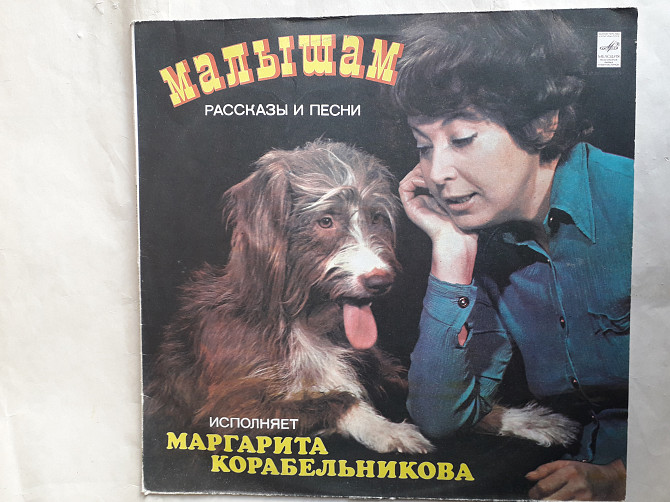 МАЛЫШАМ
РАССКАЗЫ И ПЕСНИ
ИСПОЛНЯЕТ
МАРГАРИТА
КОРАБЕЛЬНИКОВА